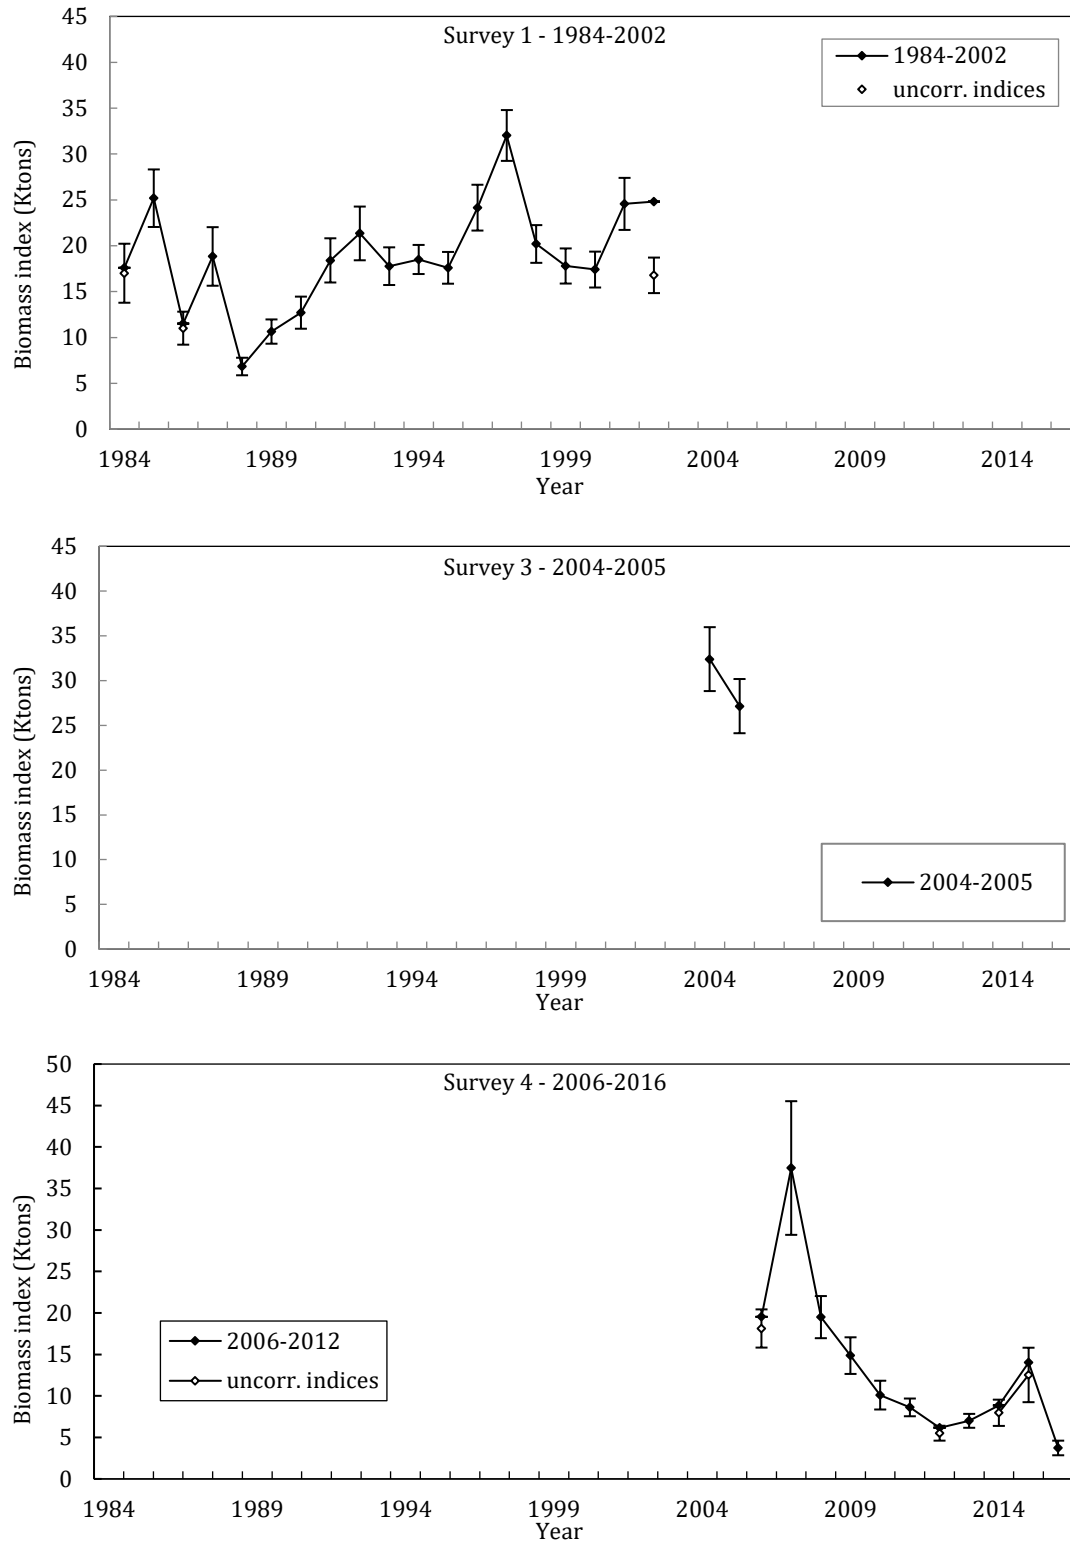 Survey 1 - 1984-2002
1984-2002
uncorr. indices
45
40
35
30
25
20
15
10
5
0
Biomass index (Ktons)
1984 1989 1994 1999 2004 2009 2014
Year
Survey 3 - 2004-2005
45
40
35
30
25
20
15
10
5
0
Biomass index (Ktons)
2004-2005
1984 1989 1994 1999 2004 2009 2014
Year
Survey 4 - 2006-2016
50
45
40
35
30
25
20
15
10
5
0
Biomass index (Ktons)
2006-2012
uncorr. indices
1984 1989 1994 1999 2004 2009 2014
Year